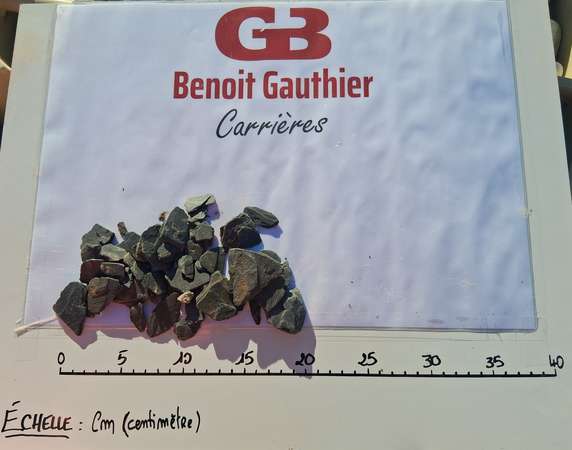 GB
Benoit Gauthier
Carrières
0 5 10 15 20 25 30 35 40
ÉCHELLE : Cm (centimètre)